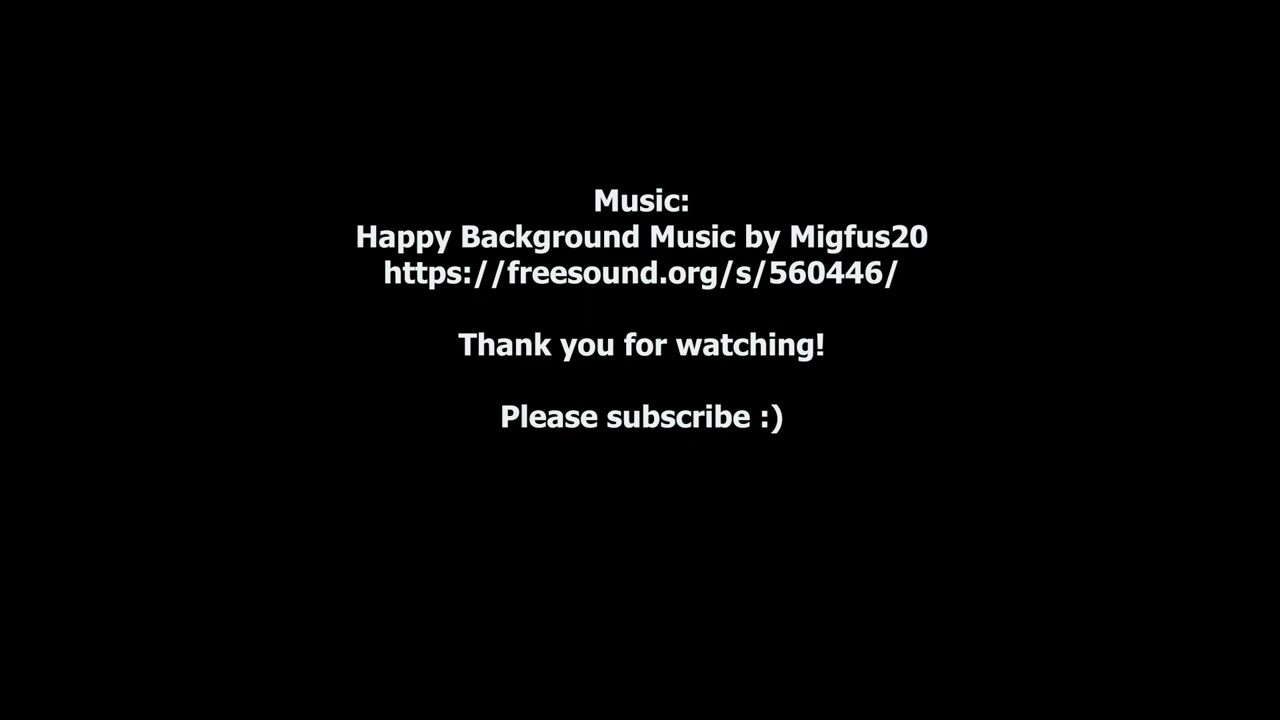 Music:
Happy Background Music by Migfus20
https://freesound.org/s/560446/
Thank you for watching!
Please subscribe :)